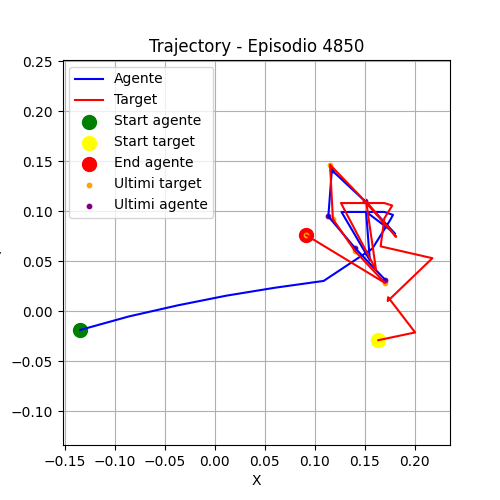 Trajectory - Episodio 4850
0.25
0.20
0.15
0.10
0.05
0.00
−0.05
−0.10
Agente
Target
Start agente
Start target
End agente
Ultimi target
Ultimi agente
−0.15 −0.10 −0.05 0.00 0.05 0.10 0.15 0.20
X